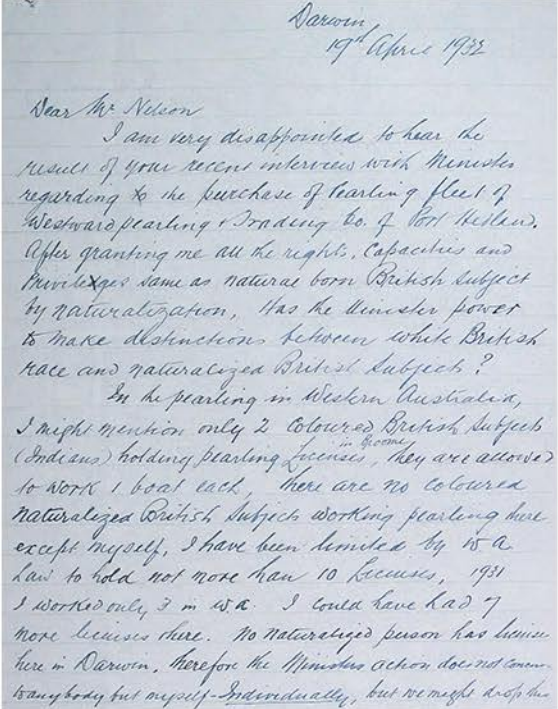 Darwin
19th April 1932
Dear Mr Nelson
I am very disappointed to hear the
result of your recent interview with Minister
regarding to the purchase of Pearling fleet of
Westward pearling & Trading Co. of Port Hedland.
After granting me all the rights, Capacities and
Privileges same as natural born British subject
by naturalization, Has the Minister power
to make distinctions between white British
race and naturalized British Subjects?
In the pearling in Western Australia,
I might mention only 2 coloured British Subjects
(Indians) holding pearling Licenses in Broome, they are allowed
to work 1 boat each, there are no coloured
naturalized British Subjects working pearling there
except myself, I have been limited by W A
Law to hold not more than 10 Licenses, 1931
I worked only 3 in W.A. I could have had 7
more licenses there. No naturalized person has license
here in Darwin, therefore the Ministers action does not concern
to anybody but myself - Individually, but we might drop this